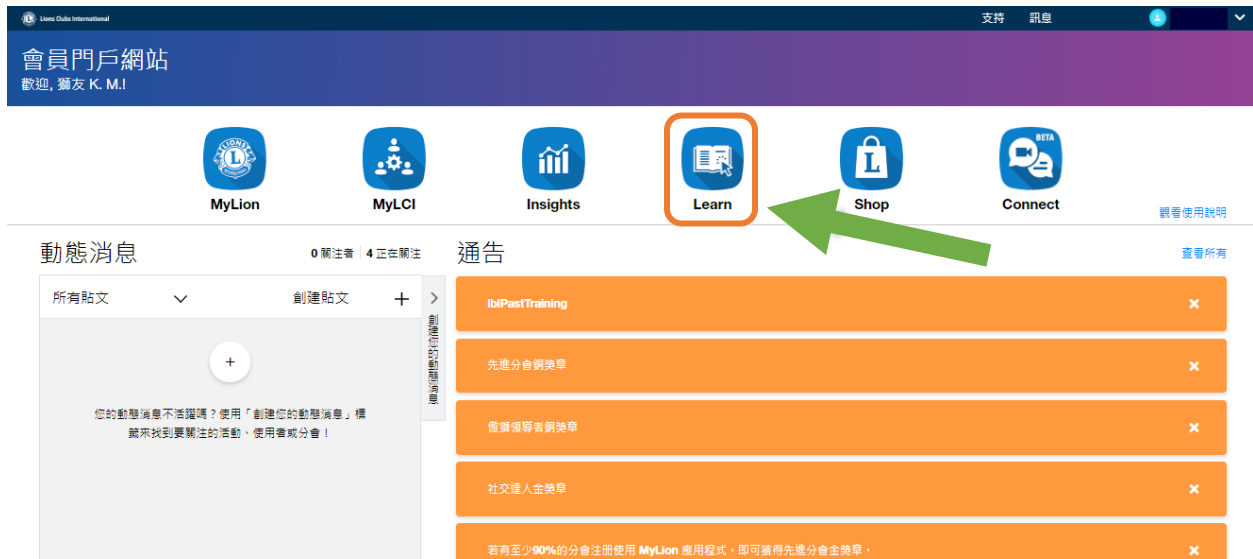 Lions Clubs International
支持 訊息
會員門戶網站
歡迎, 獅友 K. M.!
BETA
MyLion MyLCI Insights Learn Shop Connect
觀看使用說明
動態消息 0 關注者 4 正在關注
通告 查看所有
所有貼文 創建貼文
創建您的動態消息
您的動態消息不活躍嗎？使用「創建您的動態消息」標
籤來找到要關注的活動、使用者或分會！
lblPastTraining
先進分會銅獎章
傲獅領導者銅獎章
社交達人金獎章
若有至少90%的分會注册使用 MyLion 應用程式，即可獲得先進分會金獎章。